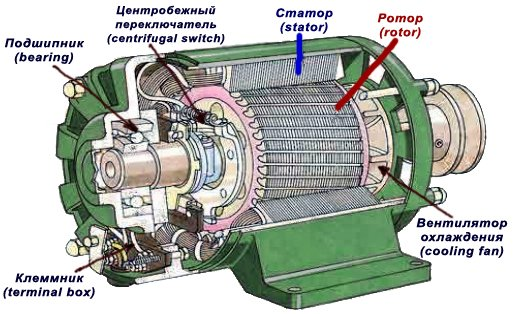 Подшипник
(bearing)
Центробежный
переключатель
(centrifugal switch)
Статор
(stator)
Ротор
(rotor)
Вентилятор
охлаждения
(cooling fan)
Клеммник
(terminal box)